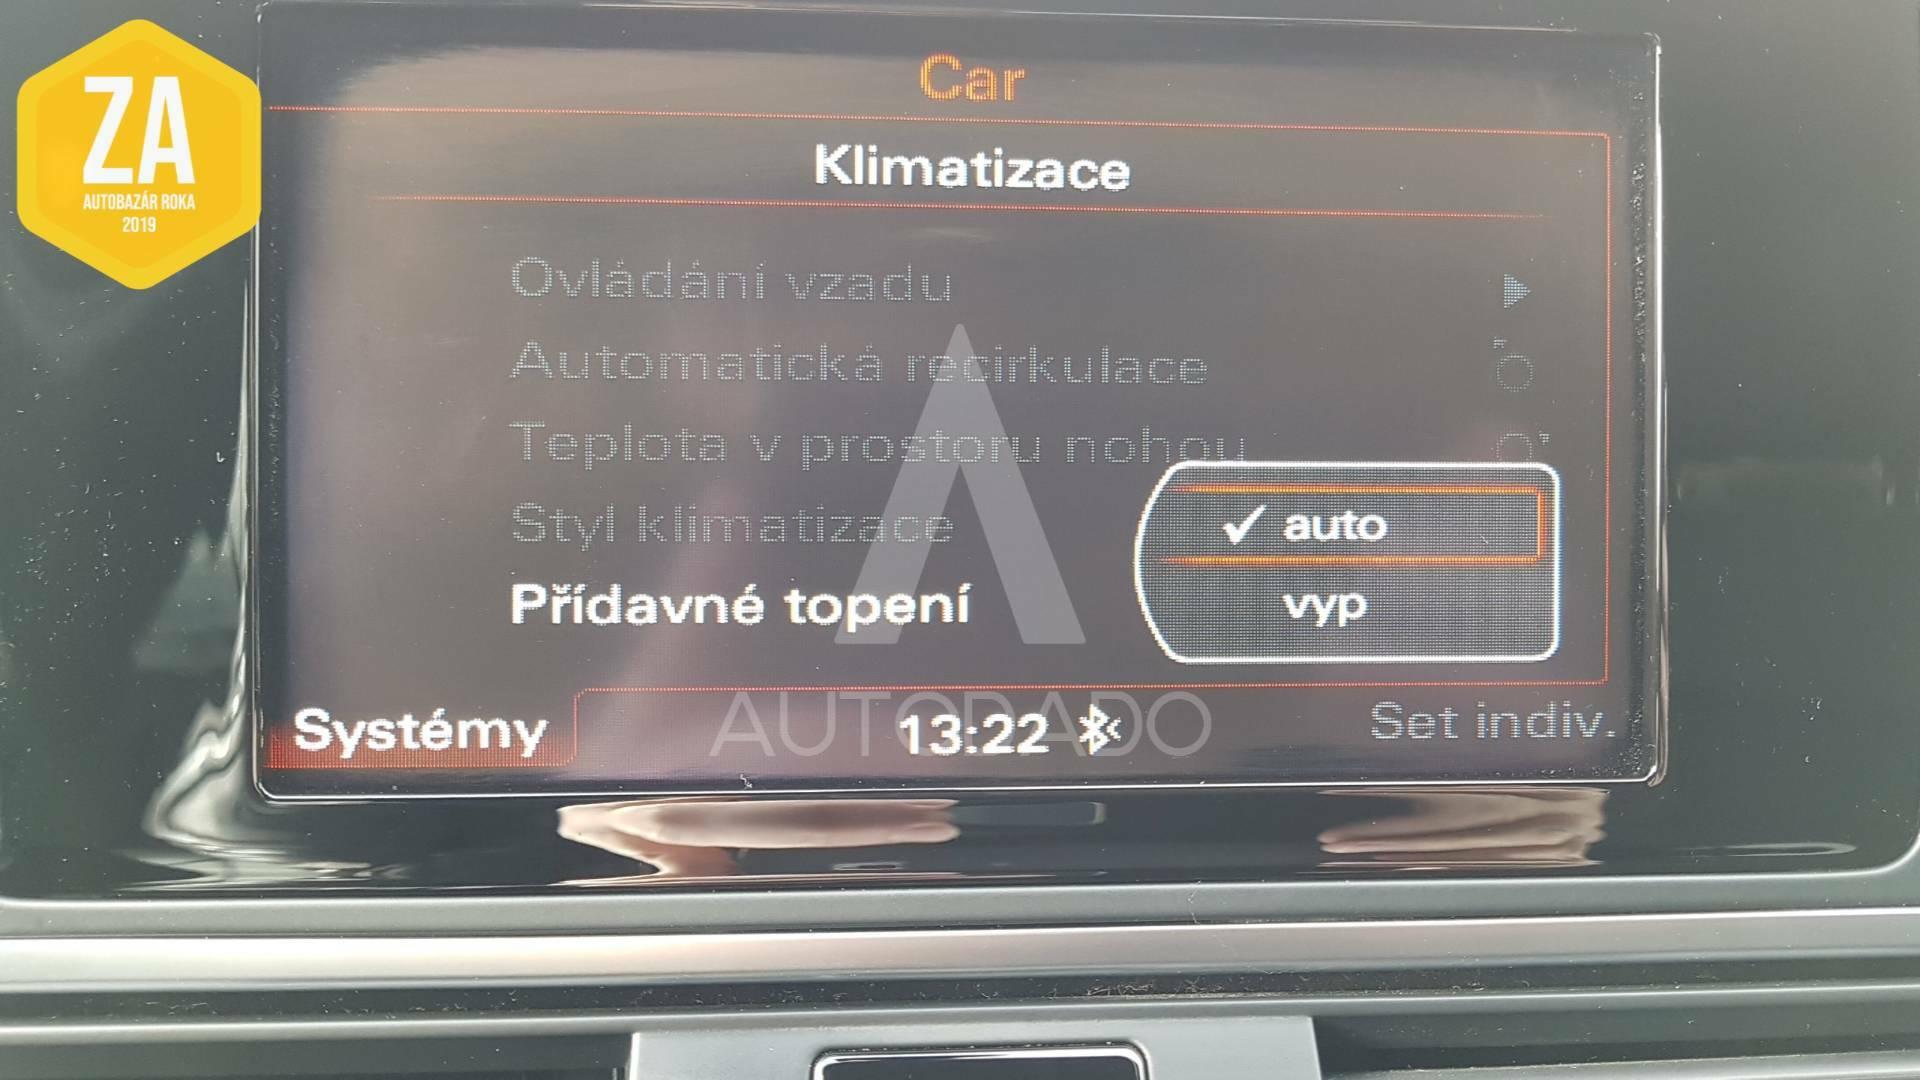 ZA
AUTOBAZÁR ROKA
2019
Car
Klimatizace
Ovládání vzadu
Automatická recirkulace
Teplota v prostoru nohou
Styl klimatizace
Přídavné topení
✓ auto
vyp
Systémy
13:22
Set indiv.
AUTORADO